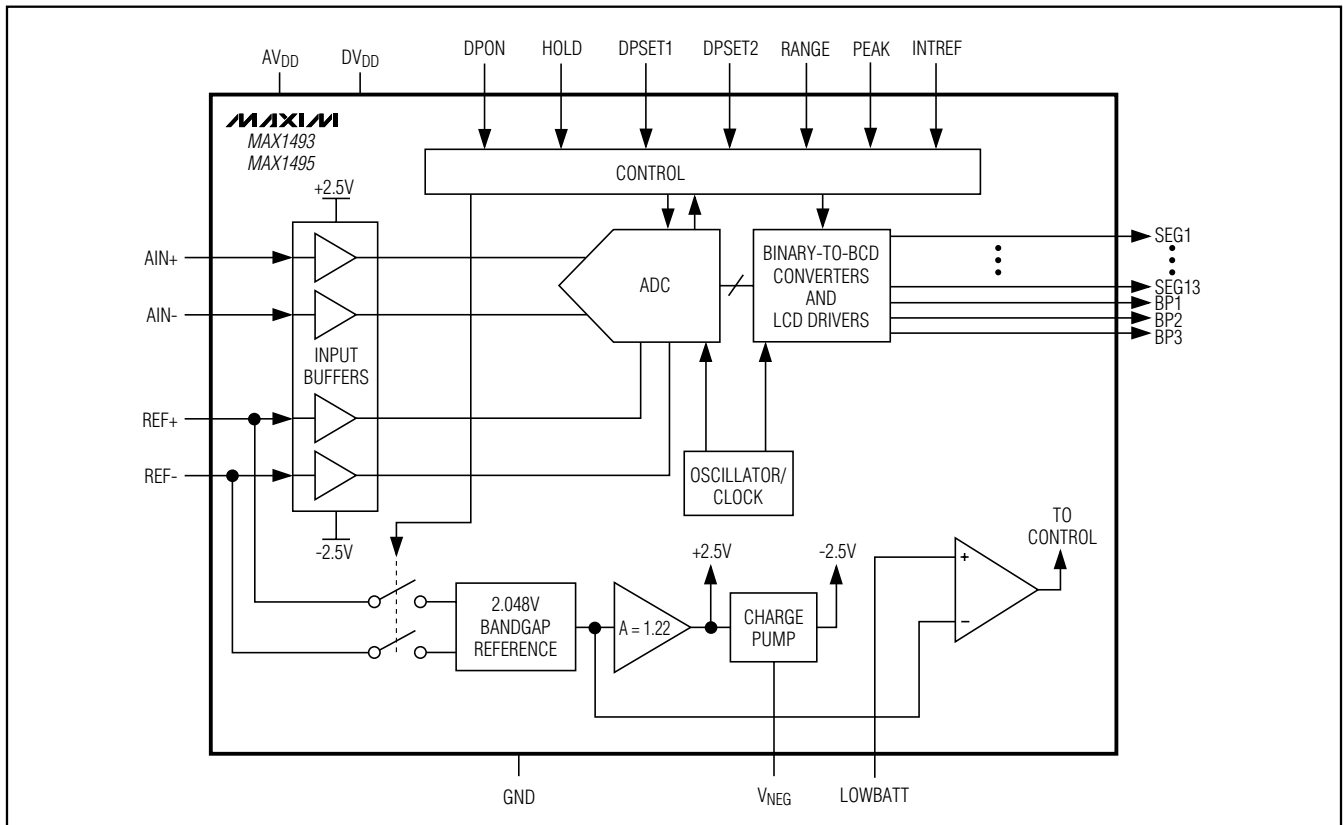 AVDD
DVDD
DPON
HOLD
DPSET1
DPSET2
RANGE
PEAK
INTREF
MAXIM
MAX1493
MAX1495
CONTROL
+2.5V
AIN+
AIN-
INPUT
BUFFERS
REF+
REF-
-2.5V
ADC
BINARY-TO-BCD
CONVERTERS
AND
LCD DRIVERS
SEG1
SEG13
BP1
BP2
BP3
OSCILLATOR/
CLOCK
2.048V
BANDGAP
REFERENCE
A = 1.22
+2.5V
CHARGE
PUMP
-2.5V
+
−
TO
CONTROL
GND
VNEG
LOWBATT